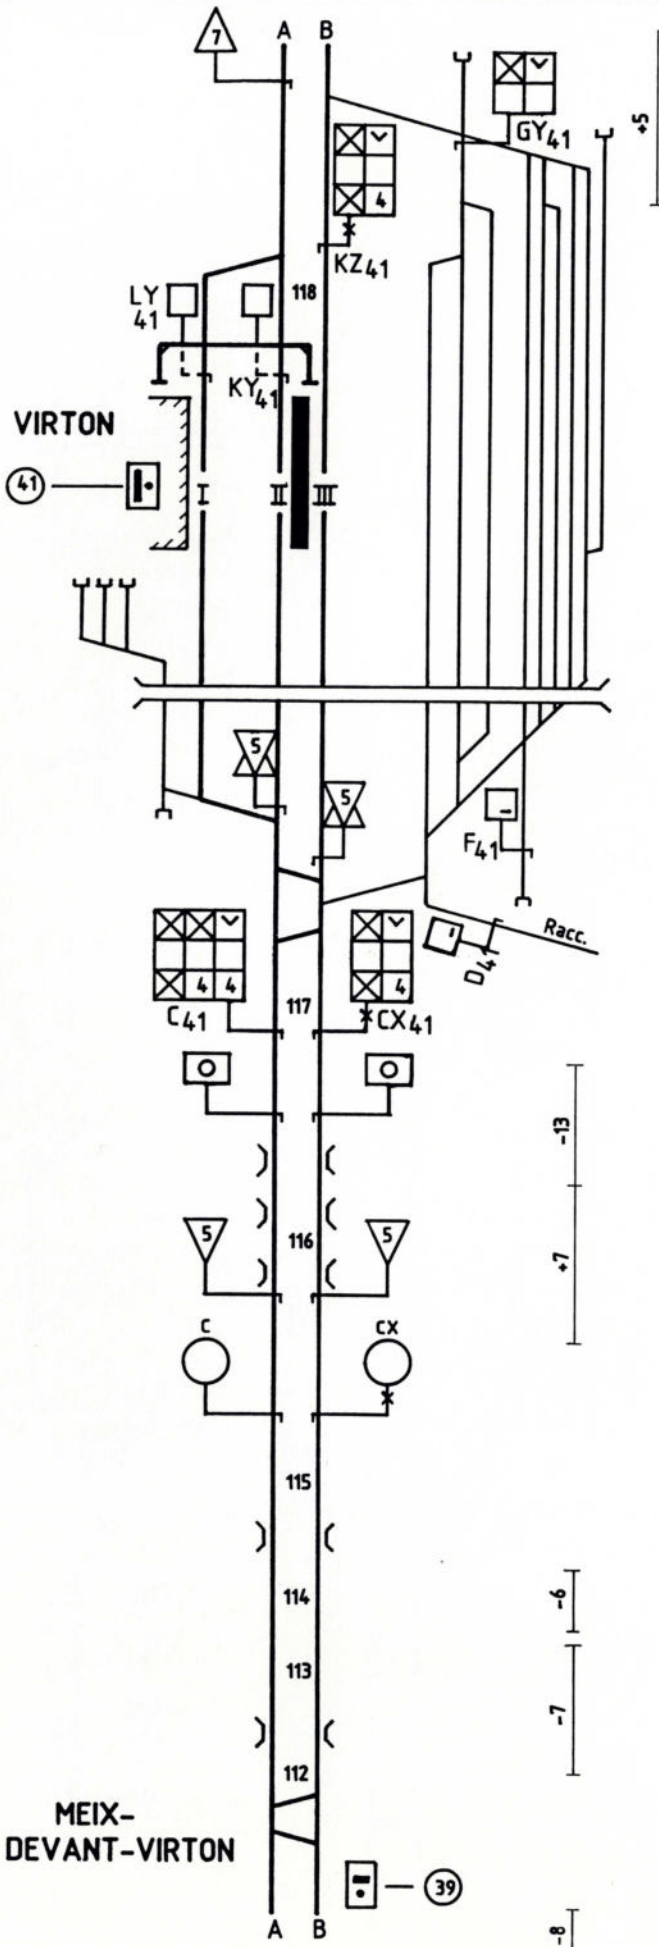 A B
7
GY41
+5
4
KZ41
118
LY
41
KY41
VIRTON
41
I II III
5
5
F41
Racc.
D41
4 4
4
117
C41
CX41
-13
5
116
5
+7
C
CX
115
114
-6
113
-7
112
MEIX-
DEVANT-VIRTON
39
A B
-8